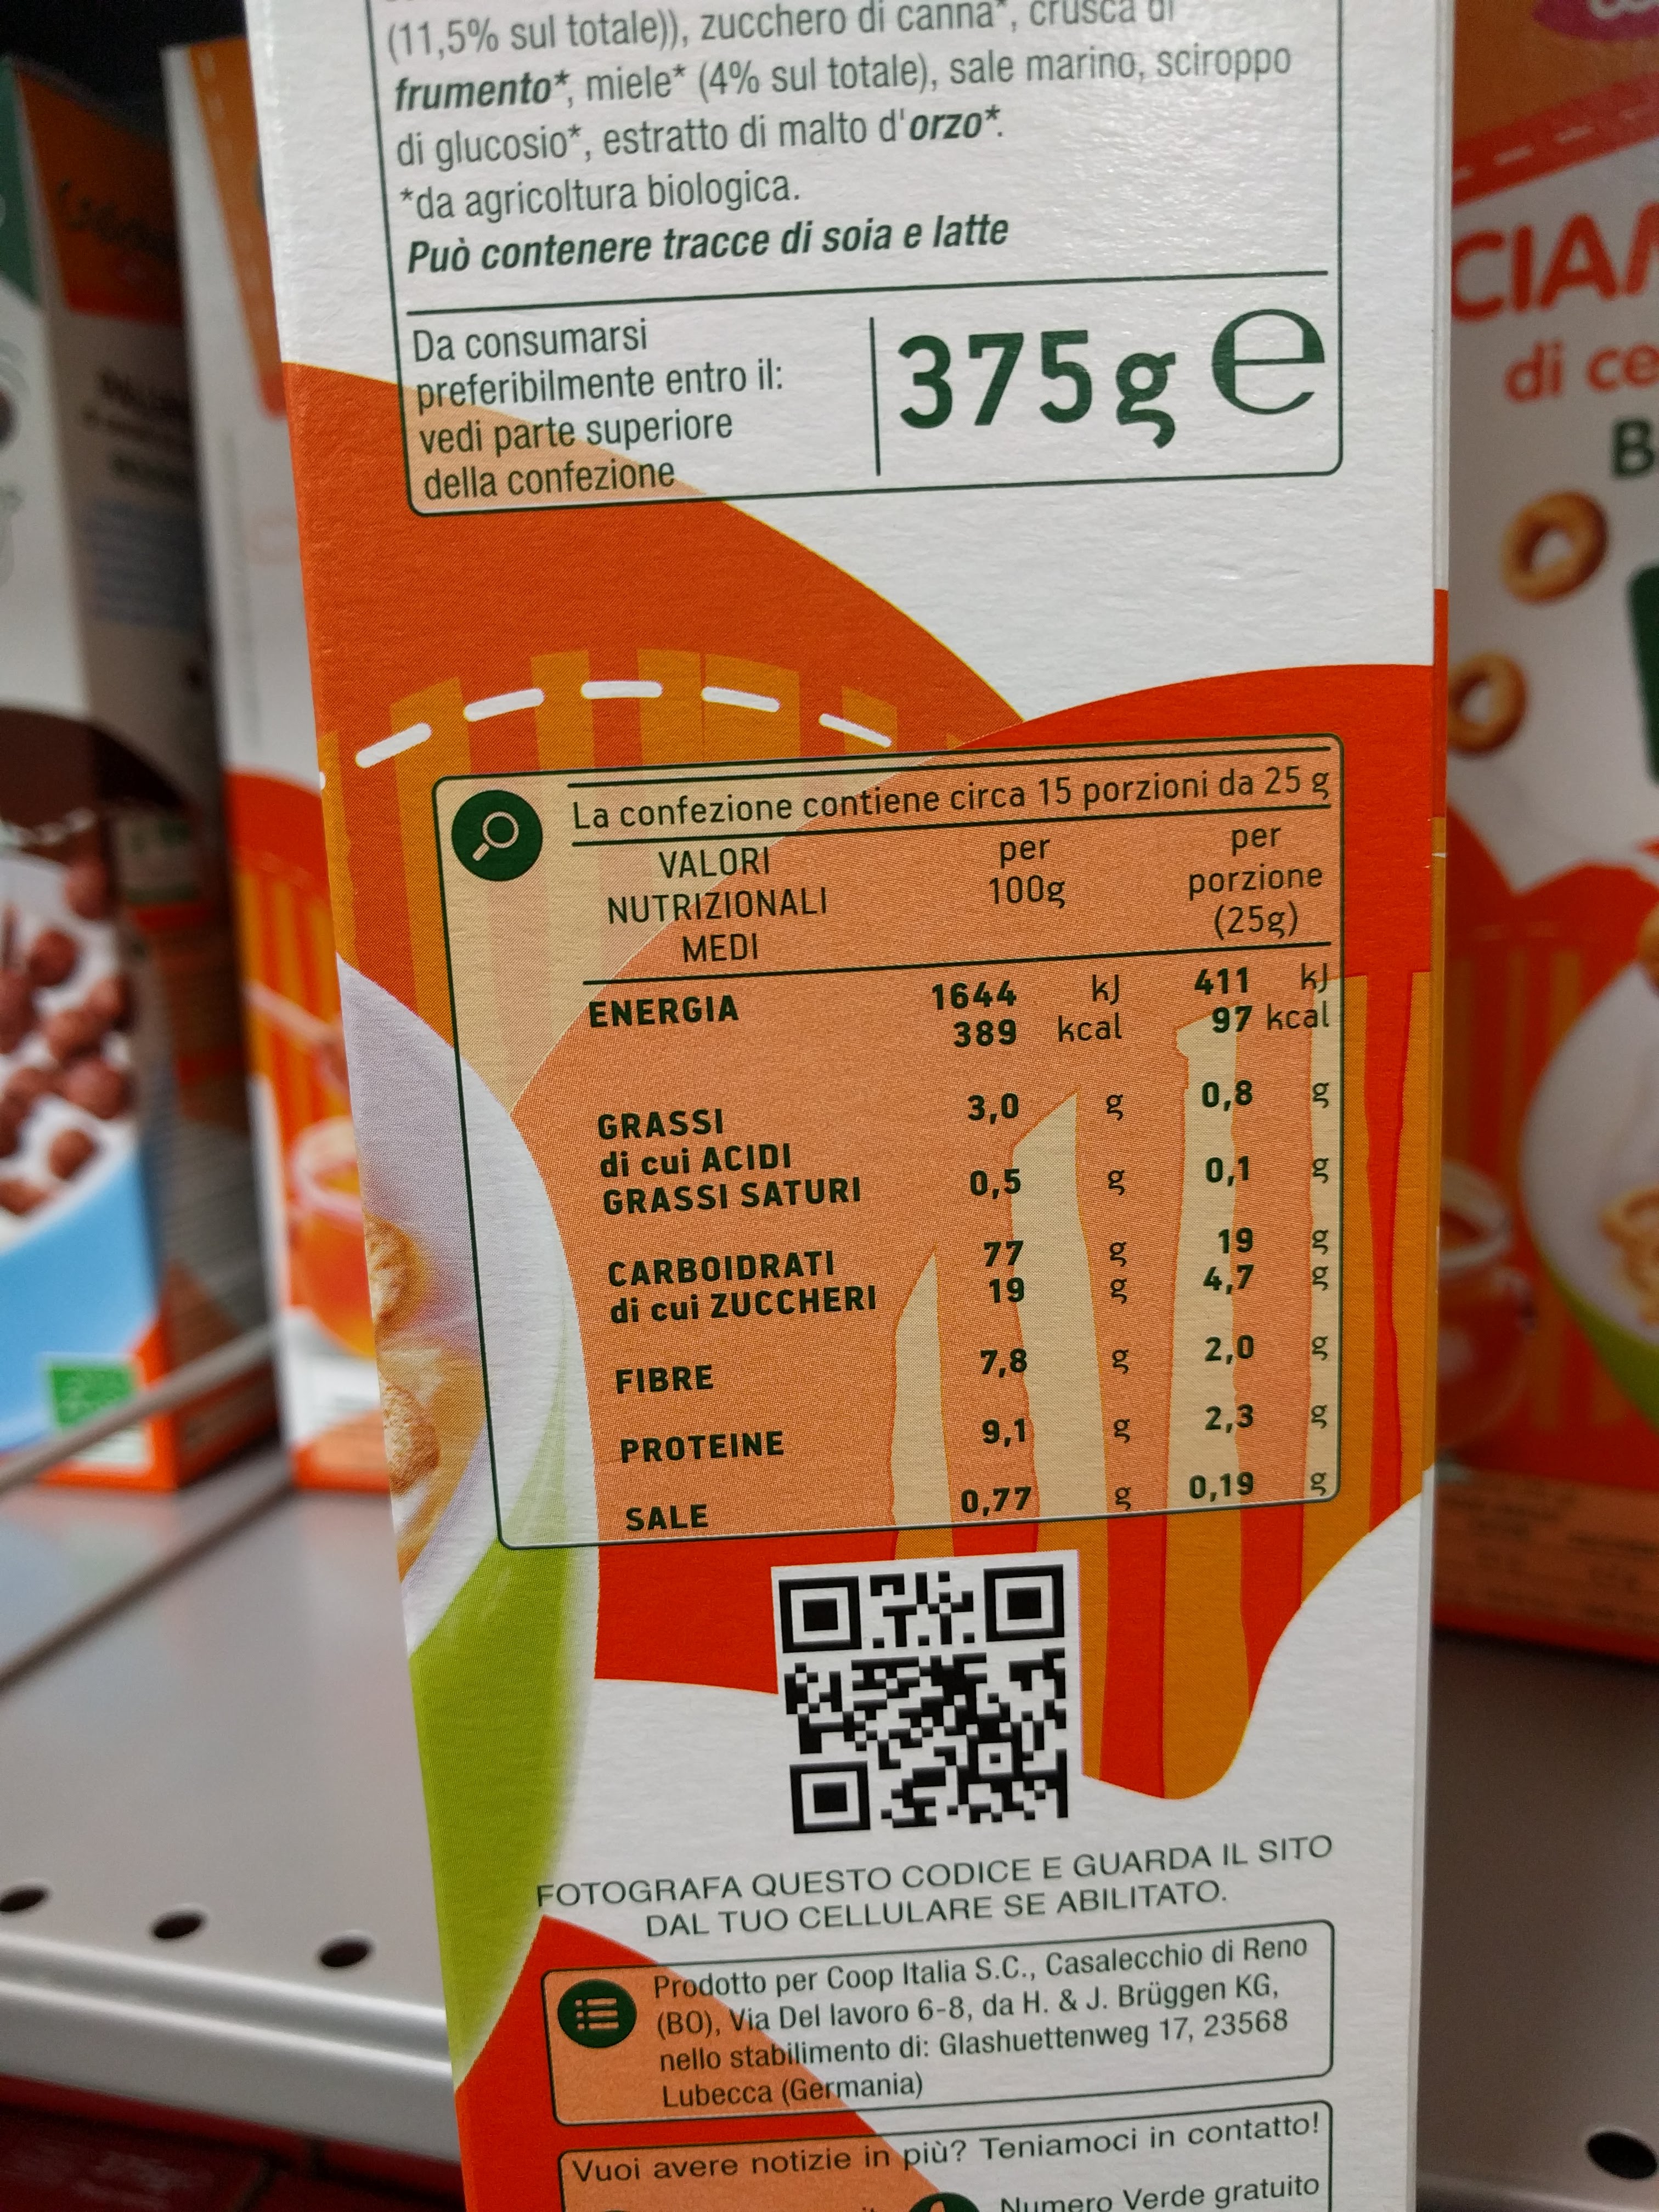 (11,5% sul totale)), zucchero di canna*, crusca di
frumento*, miele* (4% sul totale), sale marino, sciroppo
di glucosio*, estratto di malto d'orzo*.
*da agricoltura biologica.
Può contenere tracce di soia e latte
Da consumarsi
preferibilmente entro il:
vedi parte superiore
della confezione
375g e
La confezione contiene circa 15 porzioni da 25 g
VALORI NUTRIZIONALI MEDI per 100g per porzione (25g)
ENERGIA 1644 kJ 411 kJ
389 kcal 97 kcal
GRASSI 3,0 g 0,8 g
di cui ACIDI
GRASSI SATURI 0,5 g 0,1 g
CARBOIDRATI 77 g 19 g
di cui ZUCCHERI 19 g 4,7 g
FIBRE 7,8 g 2,0 g
PROTEINE 9,1 g 2,3 g
SALE 0,77 g 0,19 g
FOTOGRAFA QUESTO CODICE E GUARDA IL SITO
DAL TUO CELLULARE SE ABILITATO.
Prodotto per Coop Italia S.C., Casalecchio di Reno
(BO), Via Del lavoro 6-8, da H. & J. Brüggen KG,
nello stabilimento di: Glashuettenweg 17, 23568
Lubecca (Germania)
Vuoi avere notizie in più? Teniamoci in contatto!
Numero Verde gratuito
CIAM
di ce
B